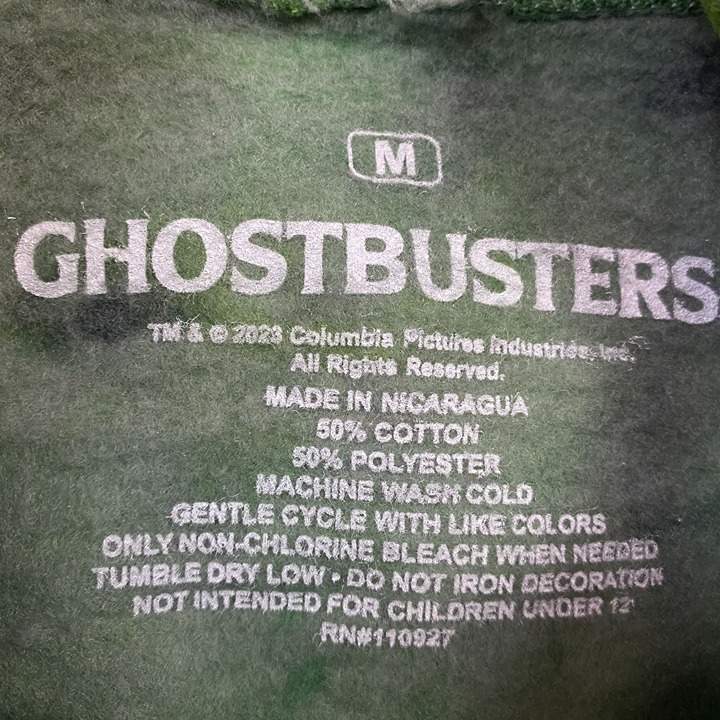 M
GHOSTBUSTERS
TM & © 2023 Columbia Pictures Industries, Inc.
All Rights Reserved.
MADE IN NICARAGUA
50% COTTON
50% POLYESTER
MACHINE WASH COLD
GENTLE CYCLE WITH LIKE COLORS
ONLY NON-CHLORINE BLEACH WHEN NEEDED
TUMBLE DRY LOW • DO NOT IRON DECORATION
NOT INTENDED FOR CHILDREN UNDER 12
RN#110927